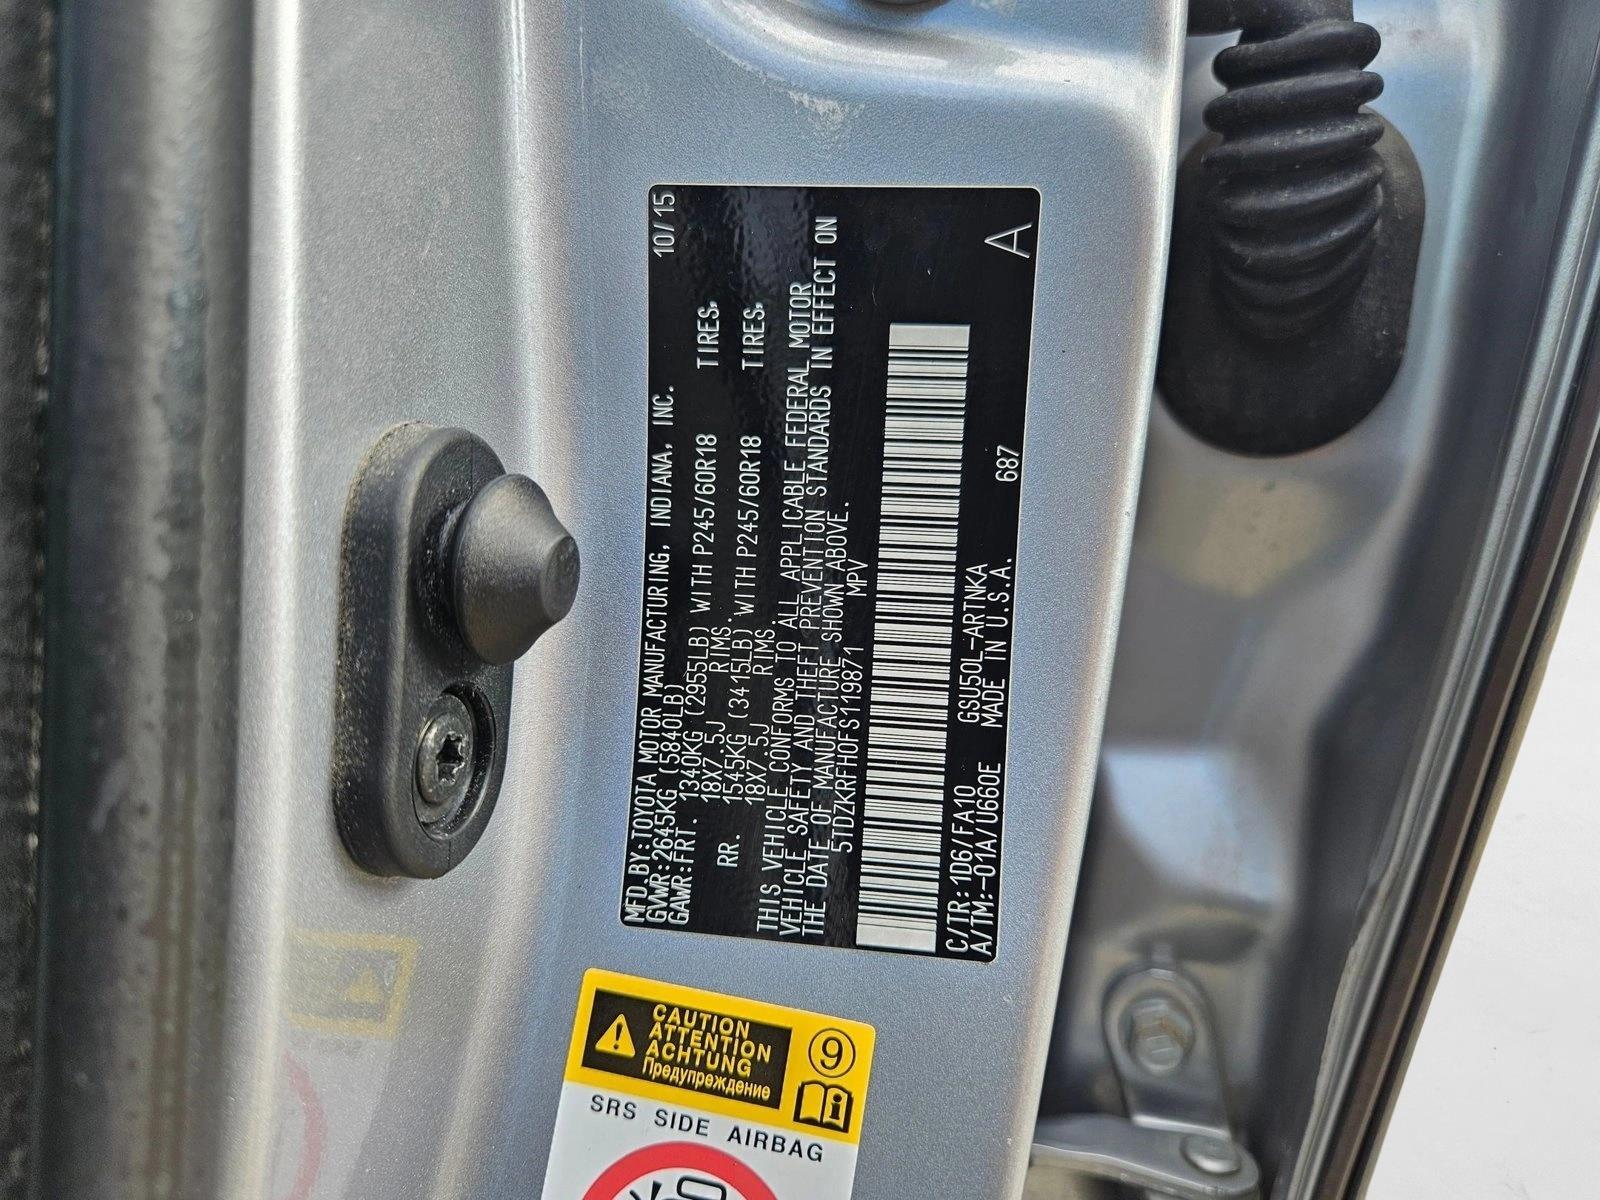 MFD.BY:TOYOTA MOTOR MANUFACTURING, INDIANA, INC. 10/15
GVWR:2645KG (5840LB)
GAWR:FRT. 1340KG (2955LB) WITH P245/60R18 TIRES,
18X7.5J RIMS.
RR. 1545KG (3415LB) WITH P245/60R18 TIRES,
18X7.5J RIMS.
THIS VEHICLE CONFORMS TO ALL APPLICABLE FEDERAL MOTOR
VEHICLE SAFETY AND THEFT PREVENTION STANDARDS IN EFFECT ON
THE DATE OF MANUFACTURE SHOWN ABOVE.
5TDZKRFH0FS119871 MPV
C/TR:1D6/FA10 GSU50L-ARTNKA
A/TM:-01A/U660E MADE IN U.S.A. 687
A
CAUTION
ATTENTION
ACHTUNG
Предупреждение
9
i
SRS SIDE AIRBAG